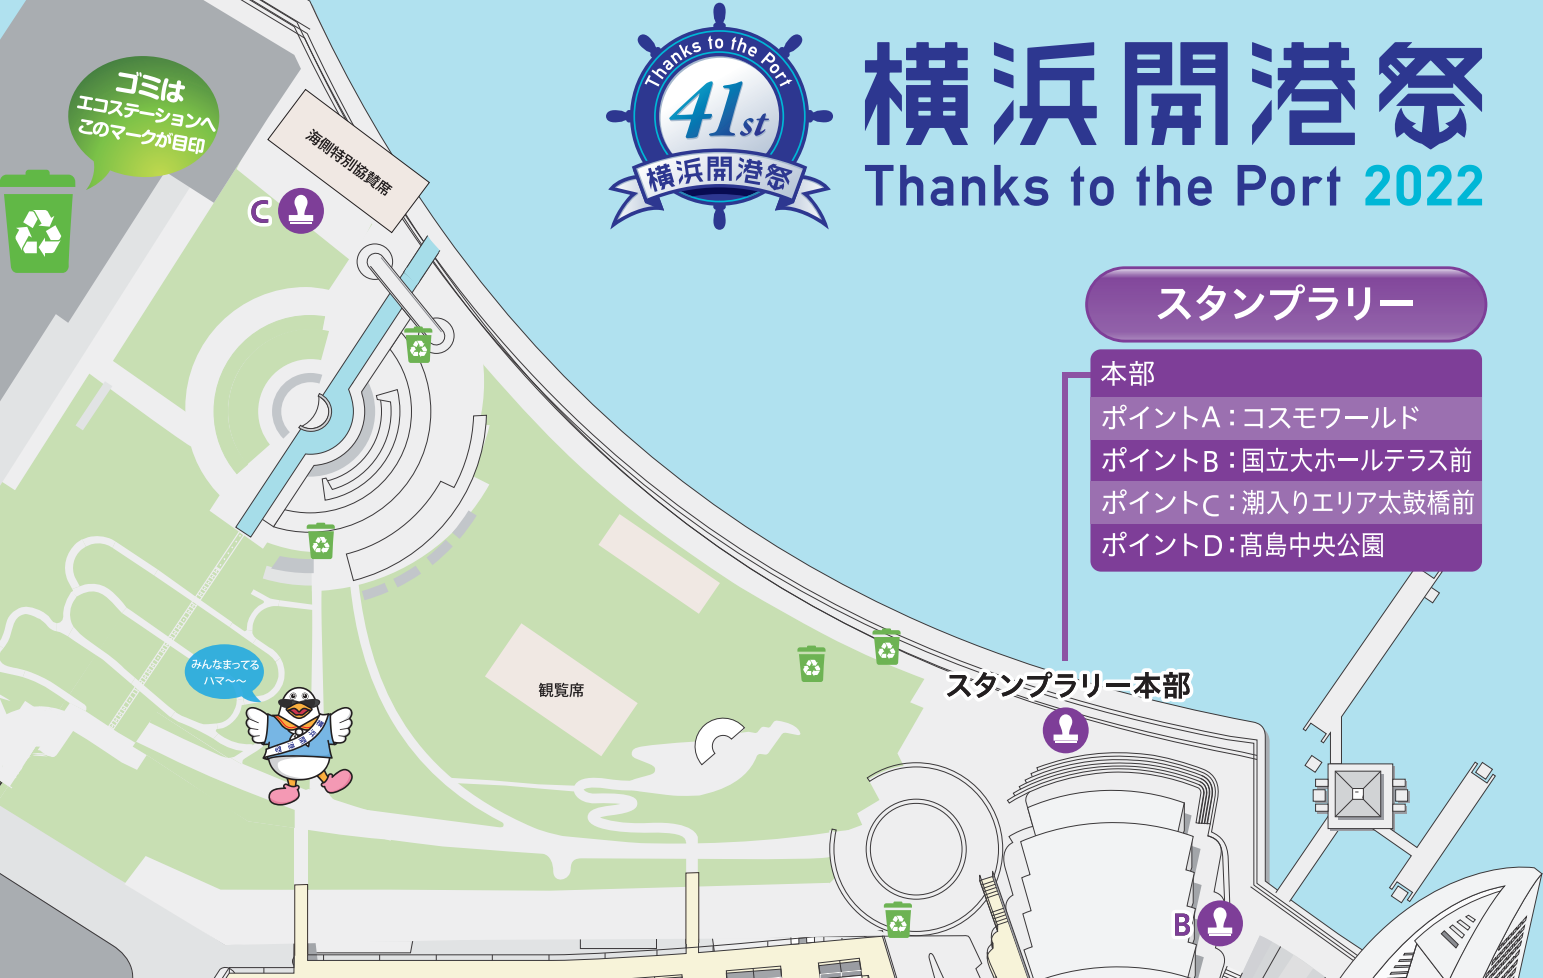 ゴミは
エコステーションへ
このマークが目印
海側特別協賛席
C
Thanks to the Port
41st
横浜開港祭
横浜開港祭
Thanks to the Port 2022
スタンプラリー
本部
ポイントA：コスモワールド
ポイントB：国立大ホールテラス前
ポイントC：潮入りエリア太鼓橋前
ポイントD：髙島中央公園
みんなまってる
ハマ〜〜
観覧席
スタンプラリー本部
B